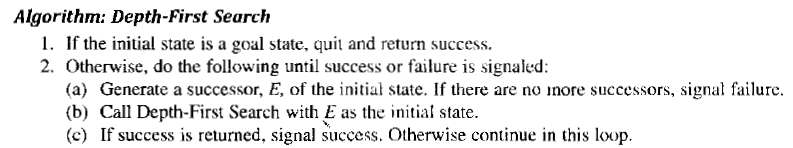 Algorithm: Depth-First Search
1. If the initial state is a goal state, quit and return success.
2. Otherwise, do the following until success or failure is signaled:
(a) Generate a successor, E, of the initial state. If there are no more successors, signal failure.
(b) Call Depth-First Search with E as the initial state.
(c) If success is returned, signal success. Otherwise continue in this loop.